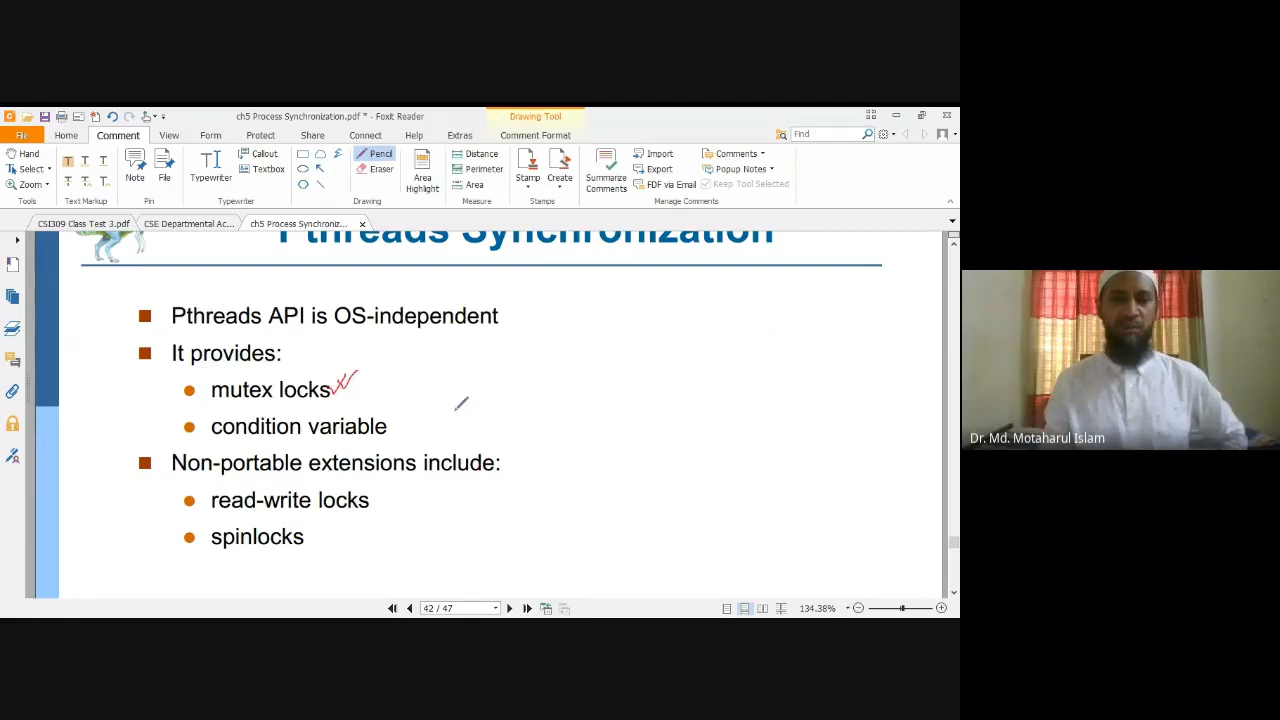 ch5 Process Synchronization.pdf * - Foxit Reader
Drawing Tool
File Home Comment View Form Protect Share Connect Help Extras Comment Format
Find
Hand
Select
Zoom
Tools
Text Markup
Note
File
Pin
Typewriter
Callout
Textbox
Typewriter
Pencil
Eraser
Drawing
Area
Highlight
Distance
Perimeter
Area
Measure
Stamp
Create
Stamps
Summarize
Comments
Import
Export
FDF via Email
Comments
Popup Notes
Keep Tool Selected
Manage Comments
CSI309 Class Test 3.pdf
CSE Departmental Ac...
ch5 Process Synchroniz...
Pthreads Synchronization
Pthreads API is OS-independent
It provides:
mutex locks
condition variable
Non-portable extensions include:
read-write locks
spinlocks
42 / 47
134.38%
Dr. Md. Motaharul Islam